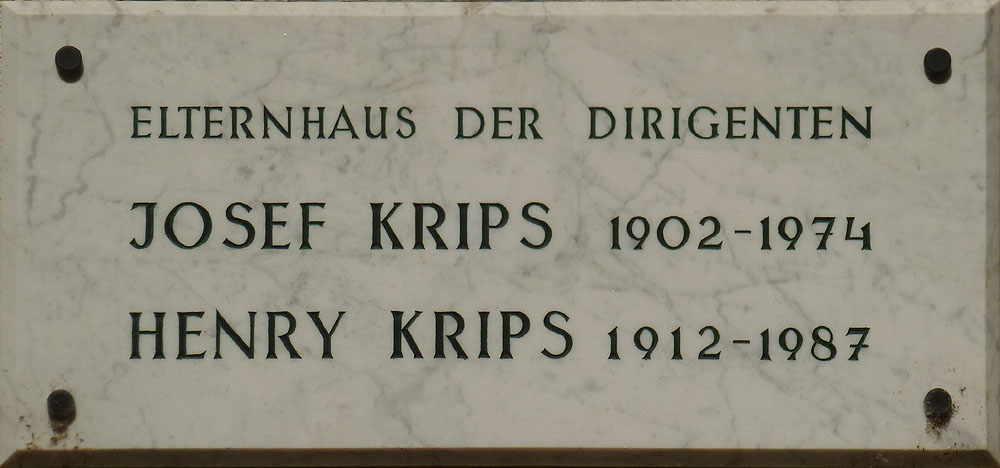 ELTERNHAUS DER DIRIGENTEN
JOSEF KRIPS 1902-1974
HENRY KRIPS 1912-1987